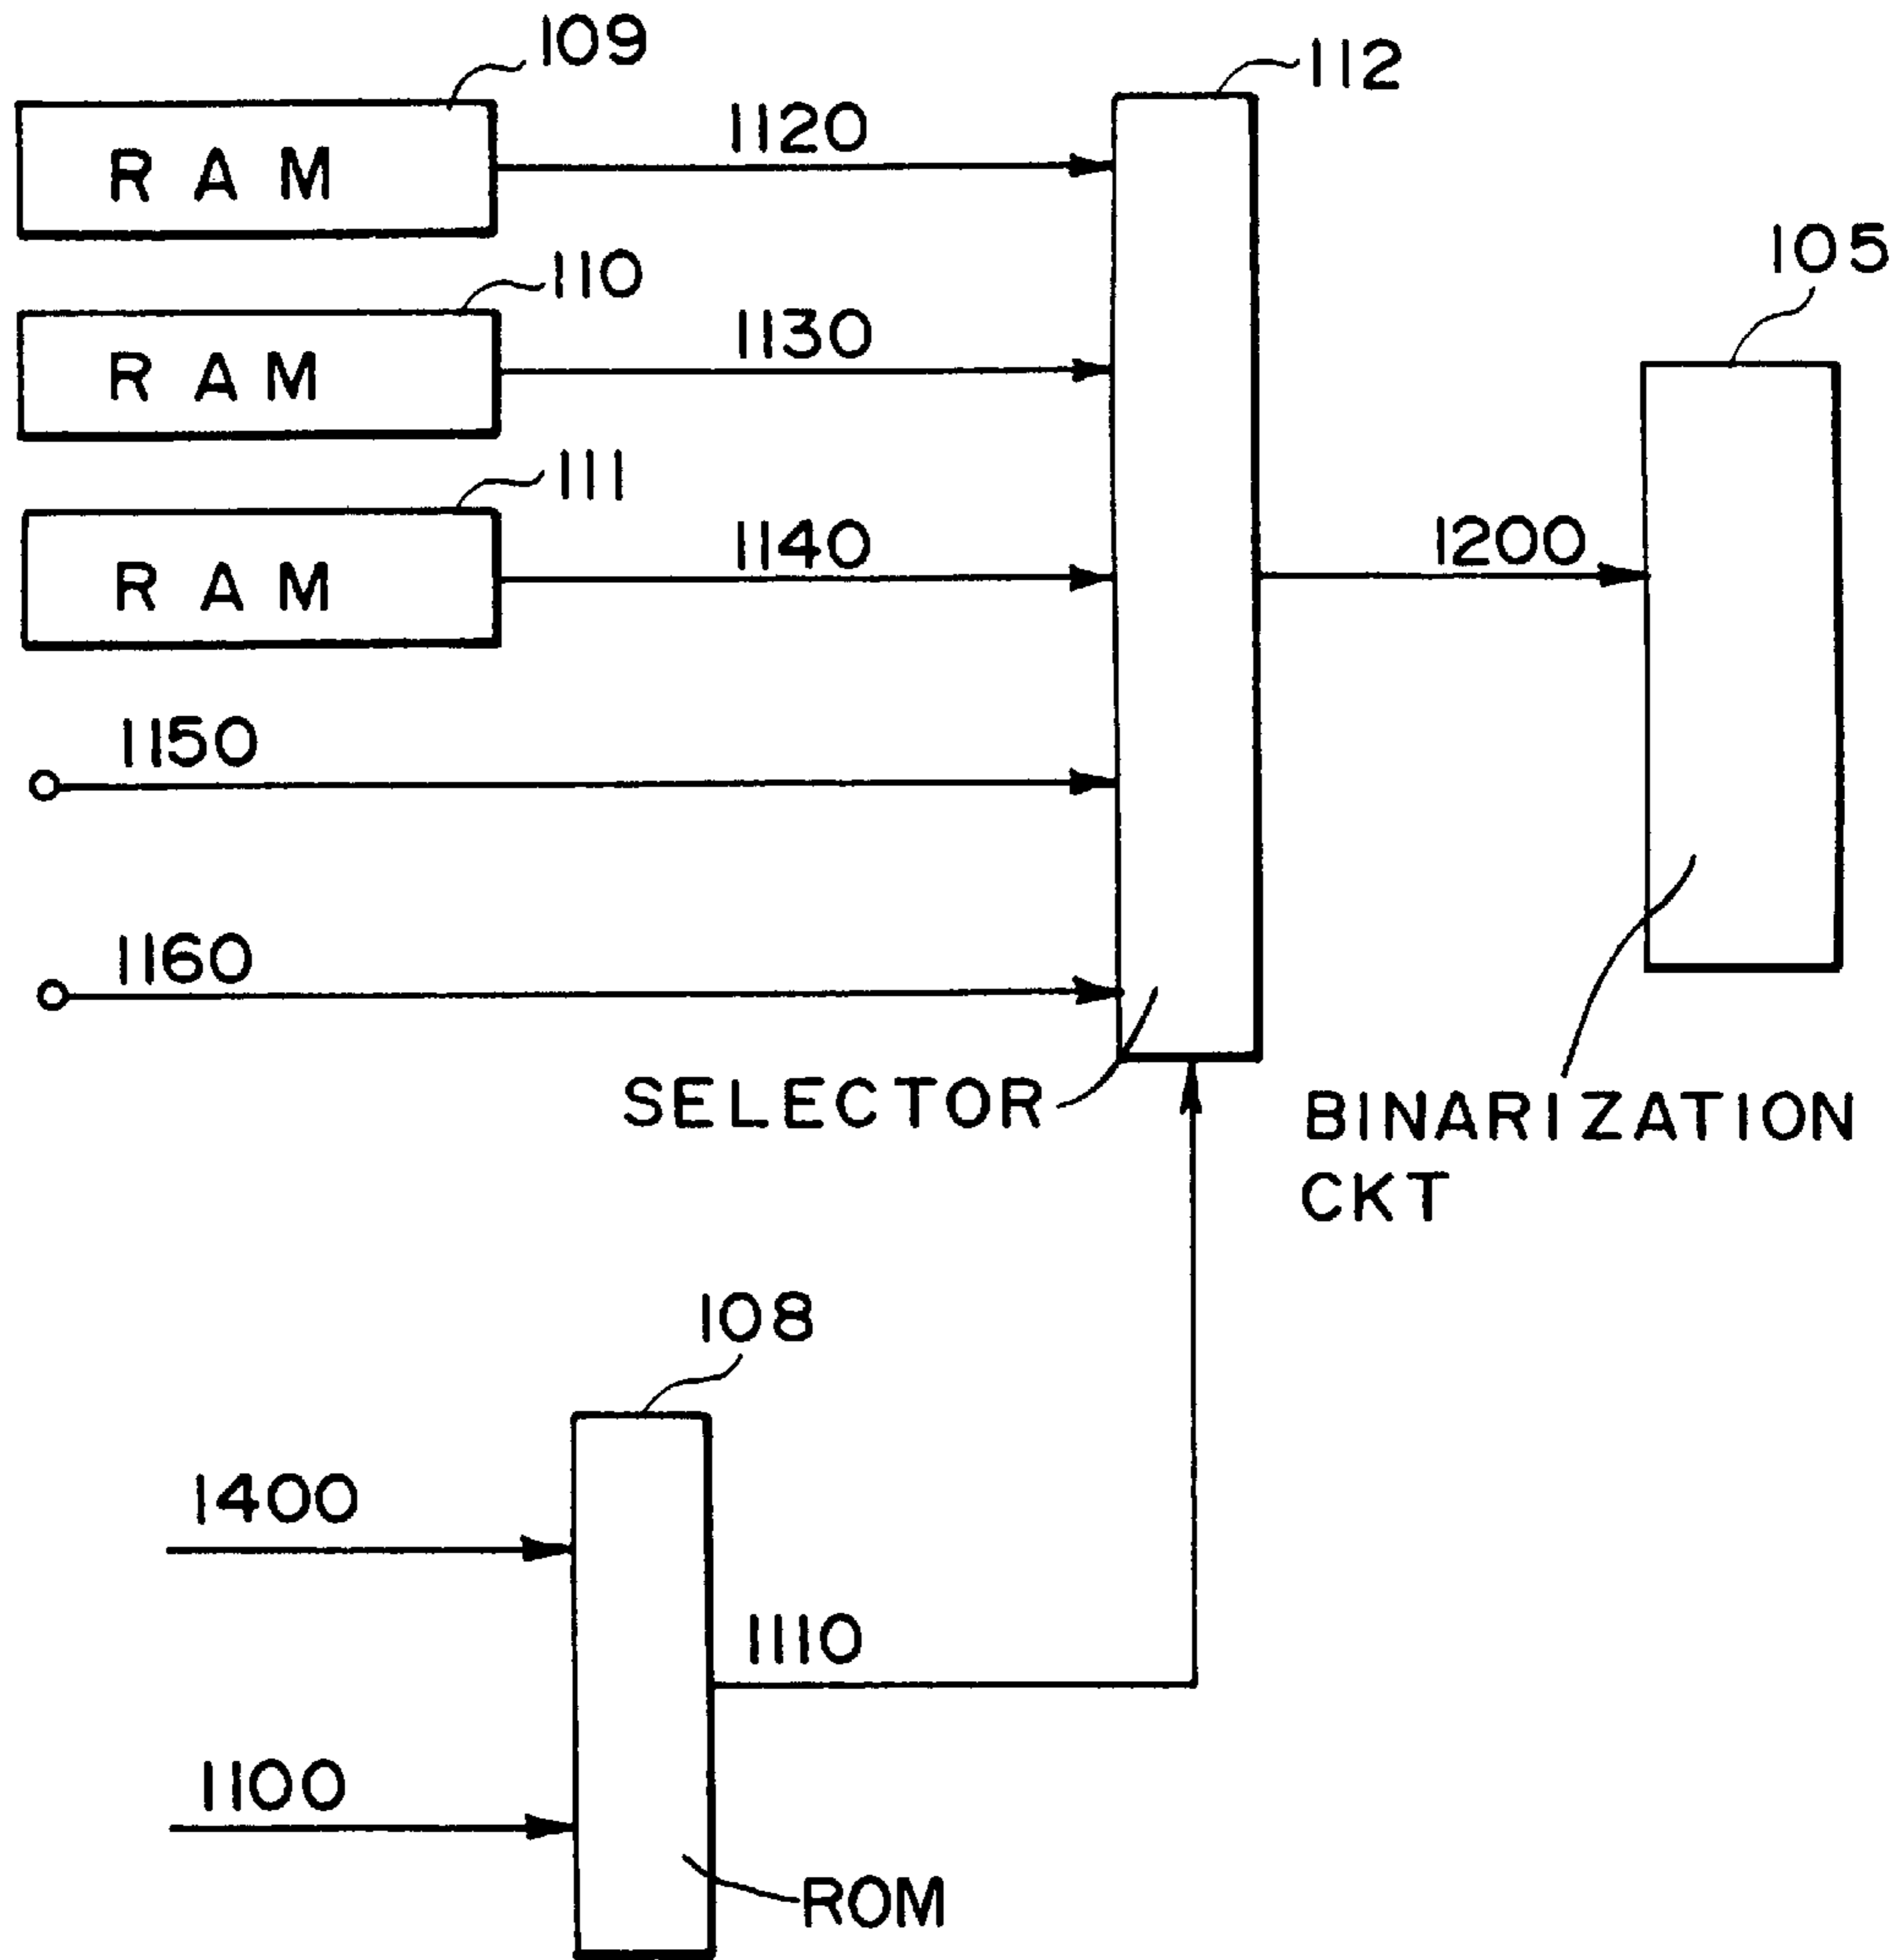 109
112
RAM
1120
105
110
RAM
1130
111
RAM
1140
1200
1150
1160
SELECTOR
BINARIZATION
CKT
108
1400
1110
1100
ROM